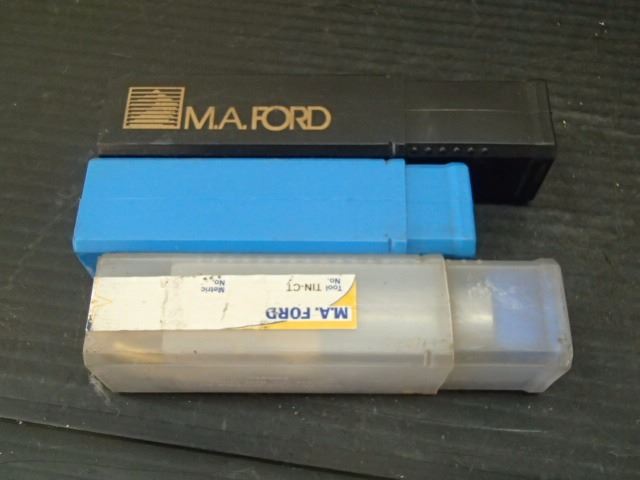 M.A. FORD
M.A. FORD
Tool TIN-CT
No.
Metric
No.